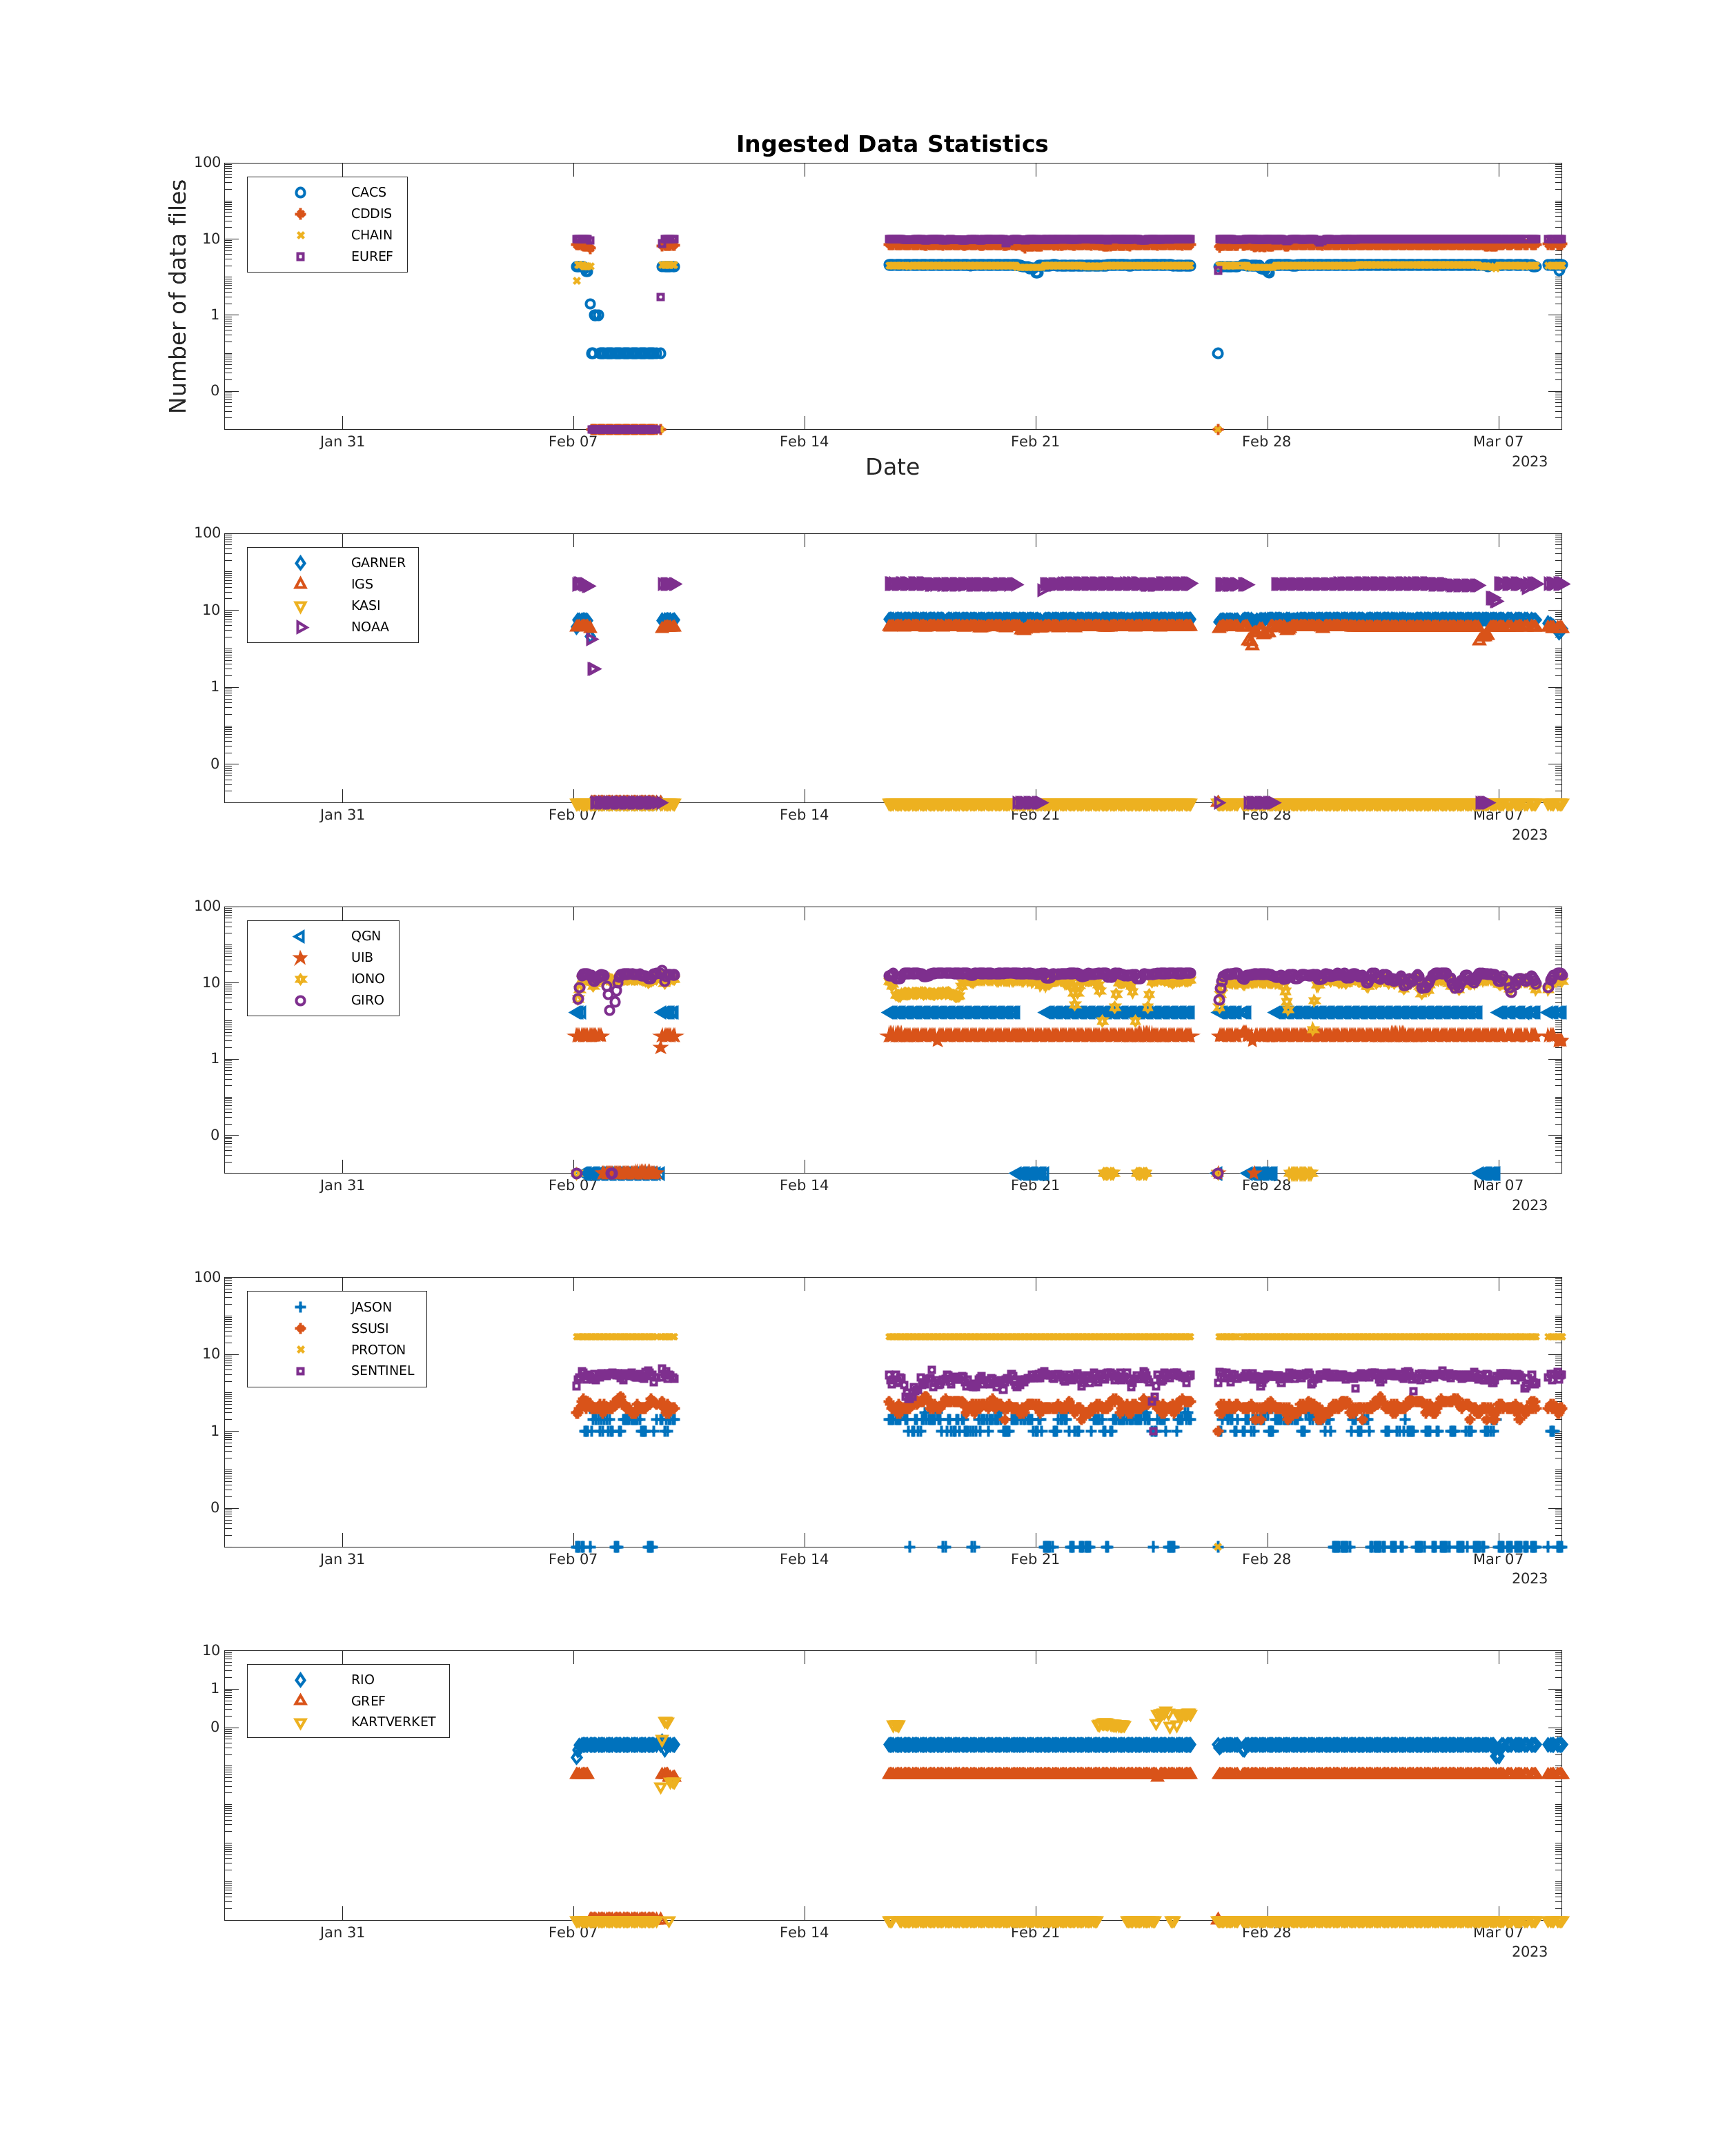 Ingested Data Statistics
Number of data files
100
10
1
0
CACS
CDDIS
CHAIN
EUREF
Jan 31 Feb 07 Feb 14 Feb 21 Feb 28 Mar 07
2023
Date
100
10
1
0
GARNER
IGS
KASI
NOAA
Jan 31 Feb 07 Feb 14 Feb 21 Feb 28 Mar 07
2023
100
10
1
0
QGN
UIB
IONO
GIRO
Jan 31 Feb 07 Feb 14 Feb 21 Feb 28 Mar 07
2023
100
10
1
0
JASON
SSUSI
PROTON
SENTINEL
Jan 31 Feb 07 Feb 14 Feb 21 Feb 28 Mar 07
2023
10
1
0
RIO
GREF
KARTVERKET
Jan 31 Feb 07 Feb 14 Feb 21 Feb 28 Mar 07
2023